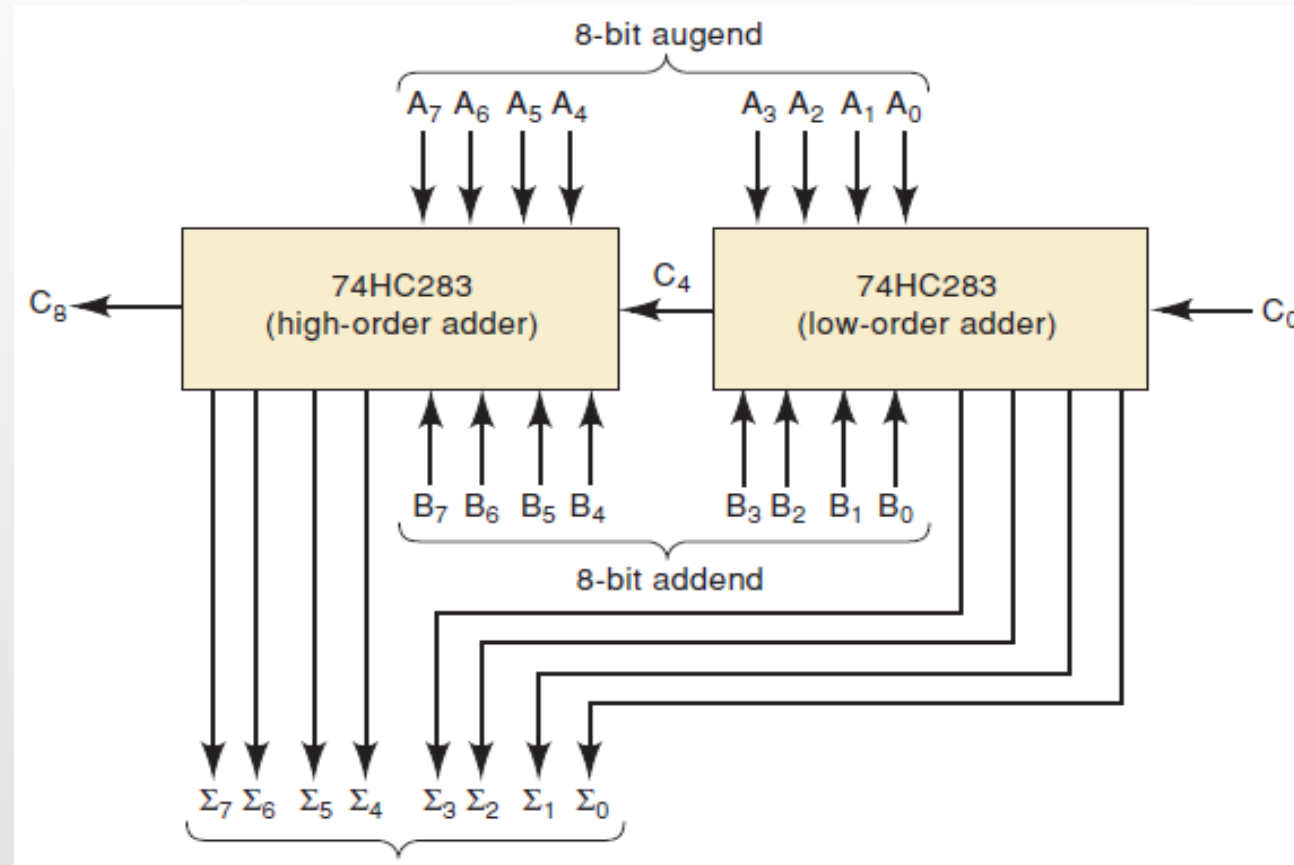 8-bit augend
A₇ A₆ A₅ A₄ A₃ A₂ A₁ A₀
C₈ 74HC283 C₄ 74HC283 C₀
(high-order adder) (low-order adder)
B₇ B₆ B₅ B₄ B₃ B₂ B₁ B₀
8-bit addend
Σ₇ Σ₆ Σ₅ Σ₄ Σ₃ Σ₂ Σ₁ Σ₀